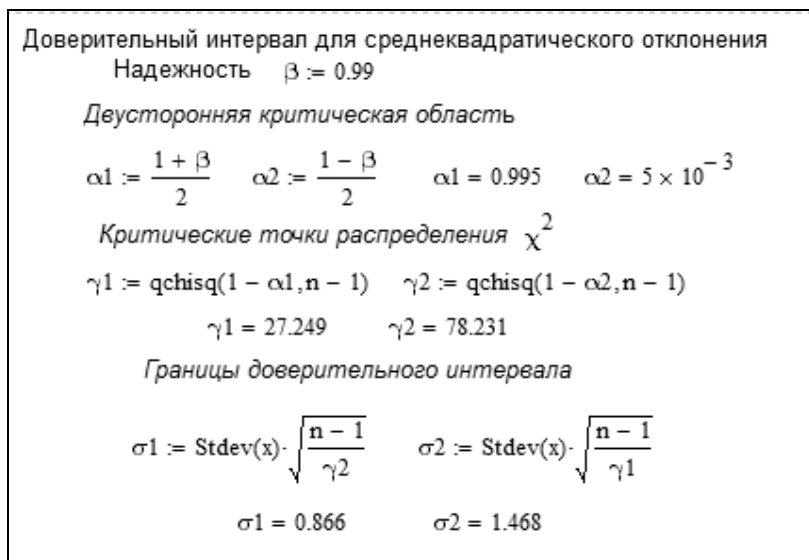 Доверительный интервал для среднеквадратического отклонения
Надежность β := 0.99
Двусторонняя критическая область
α1 := (1 + β)/2 α2 := (1 − β)/2 α1 = 0.995 α2 = 5 × 10^−3
Критические точки распределения χ^2
γ1 := qchisq(1 − α1, n − 1) γ2 := qchisq(1 − α2, n − 1)
γ1 = 27.249 γ2 = 78.231
Границы доверительного интервала
σ1 := Stdev(x)·√((n − 1)/γ2) σ2 := Stdev(x)·√((n − 1)/γ1)
σ1 = 0.866 σ2 = 1.468